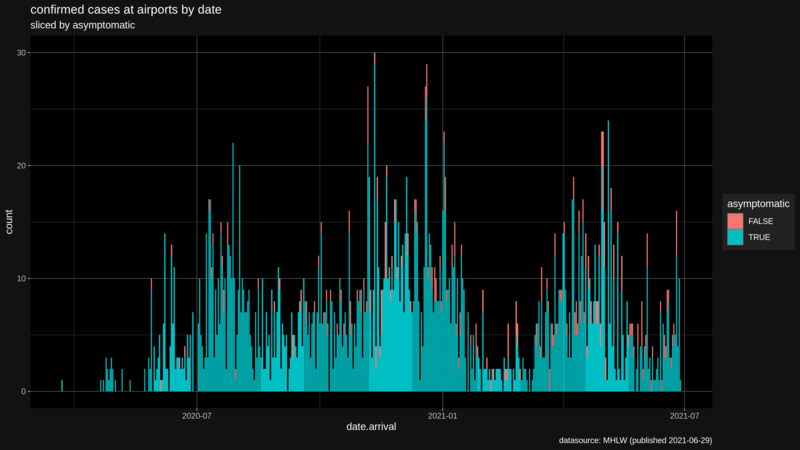 confirmed cases at airports by date
sliced by asymptomatic
30
20
10
0
count
2020-07
2021-01
2021-07
date.arrival
asymptomatic
FALSE
TRUE
datasource: MHLW (published 2021-06-29)